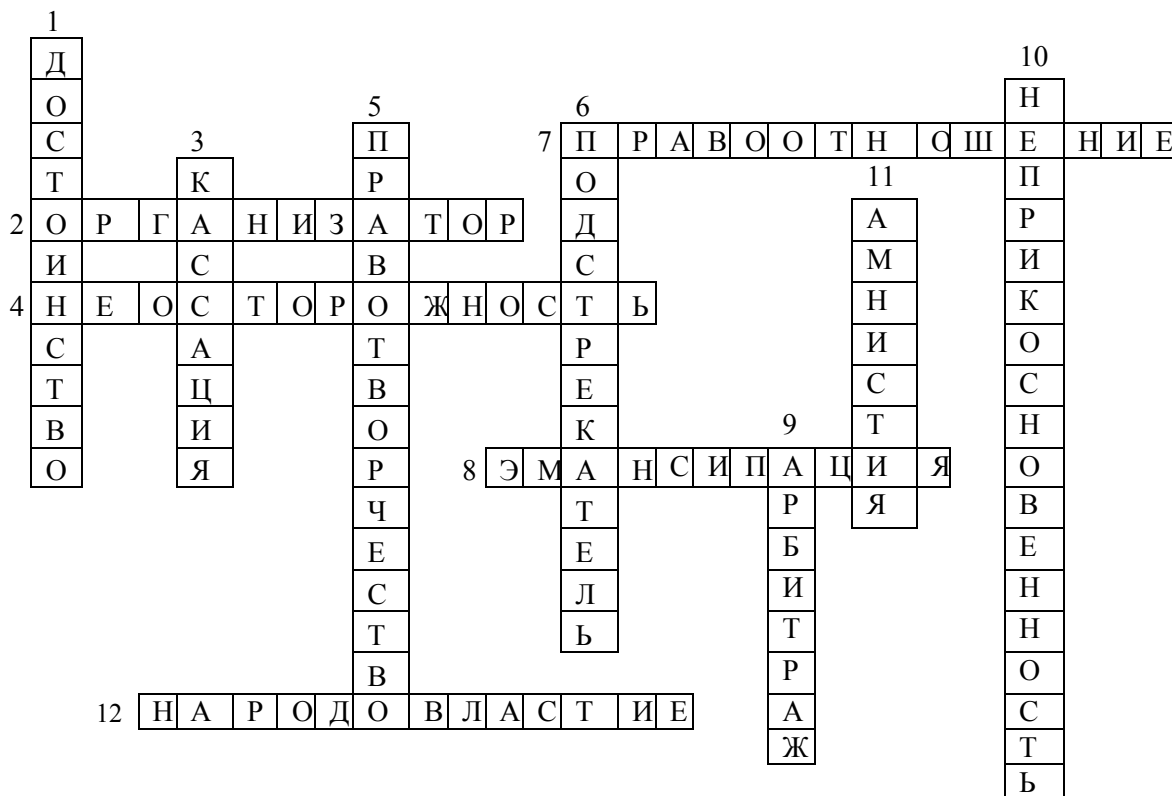 1 ДОСТОИНСТВО
2 ОРГАНИЗАТОР
3 КАССАЦИЯ
4 НЕОСТОРОЖНОСТЬ
5 ПРАВОТВОРЧЕСТВО
6 ПОДСТРЕКАТЕЛЬ
7 ПРАВООТНОШЕНИЕ
8 ЭМАНСИПАЦИЯ
9 АРБИТРАЖ
10 НЕПРИКОСНОВЕННОСТЬ
11 АМНИСТИЯ
12 НАРОДОВЛАСТИЕ